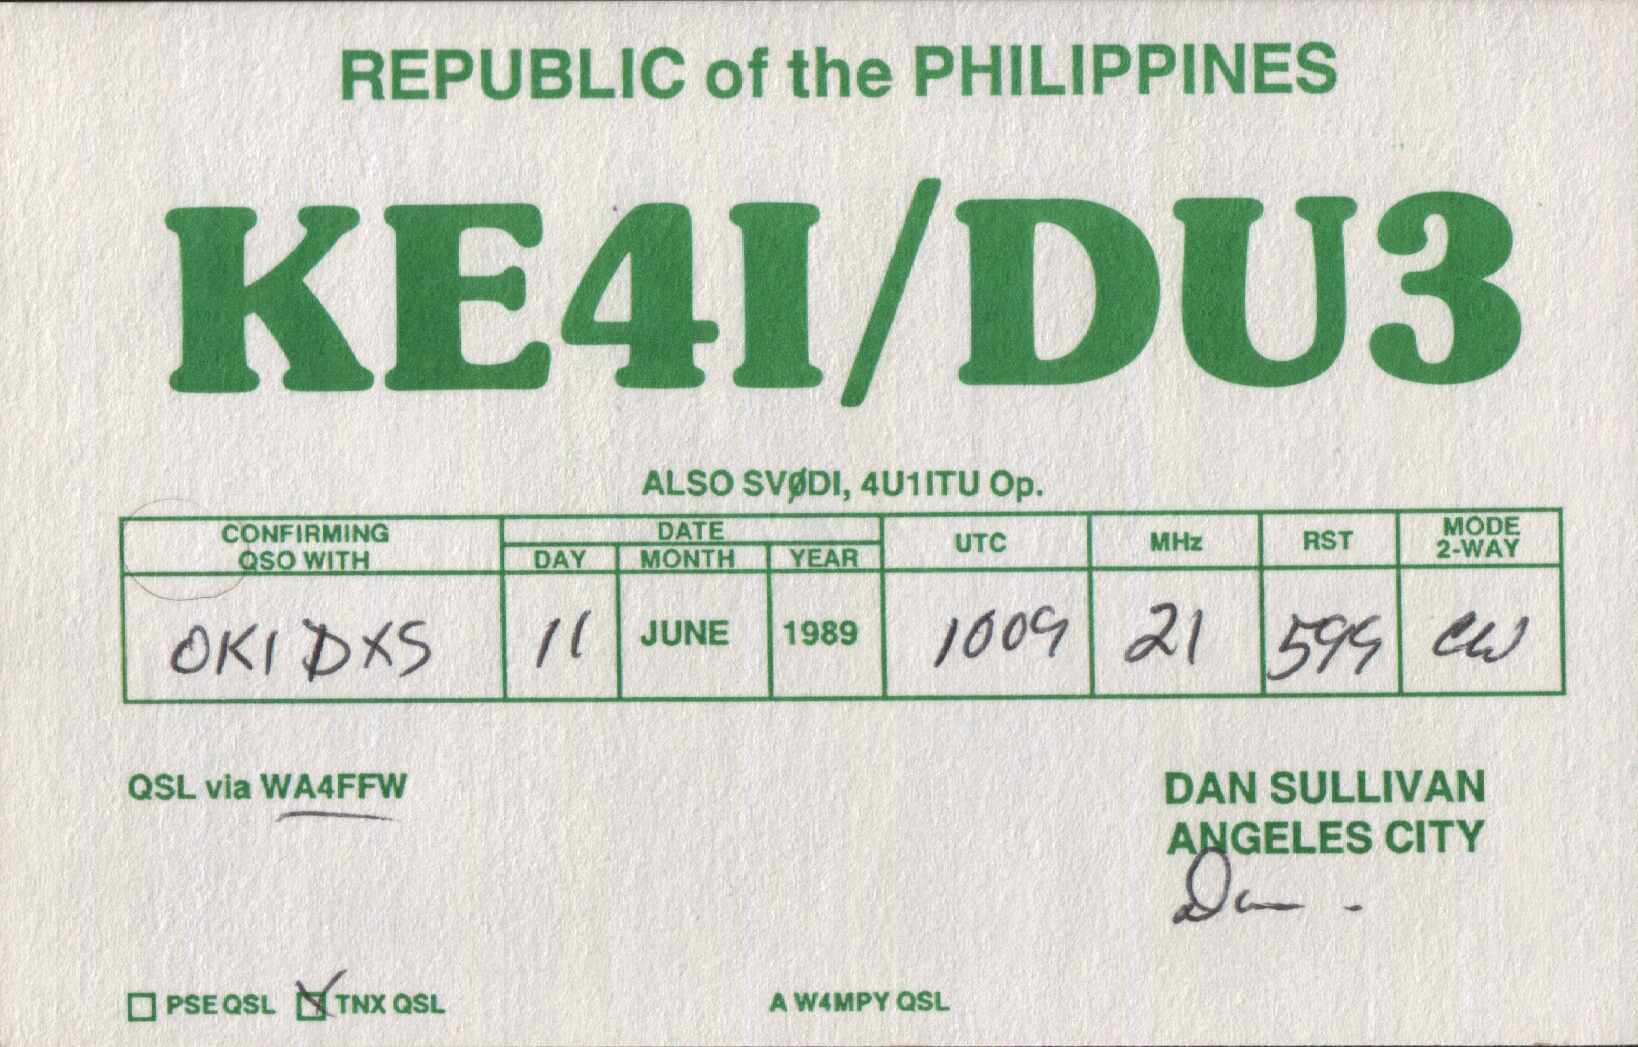 REPUBLIC of the PHILIPPINES
KE4I/DU3
ALSO SVØDI, 4U1ITU Op.
CONFIRMING QSO WITH DATE DAY MONTH YEAR UTC MHz RST MODE 2-WAY
OK1DXS 11 JUNE 1989 1009 21 599 CW
QSL via WA4FFW
DAN SULLIVAN
ANGELES CITY
Dan
PSE QSL TNX QSL A W4MPY QSL